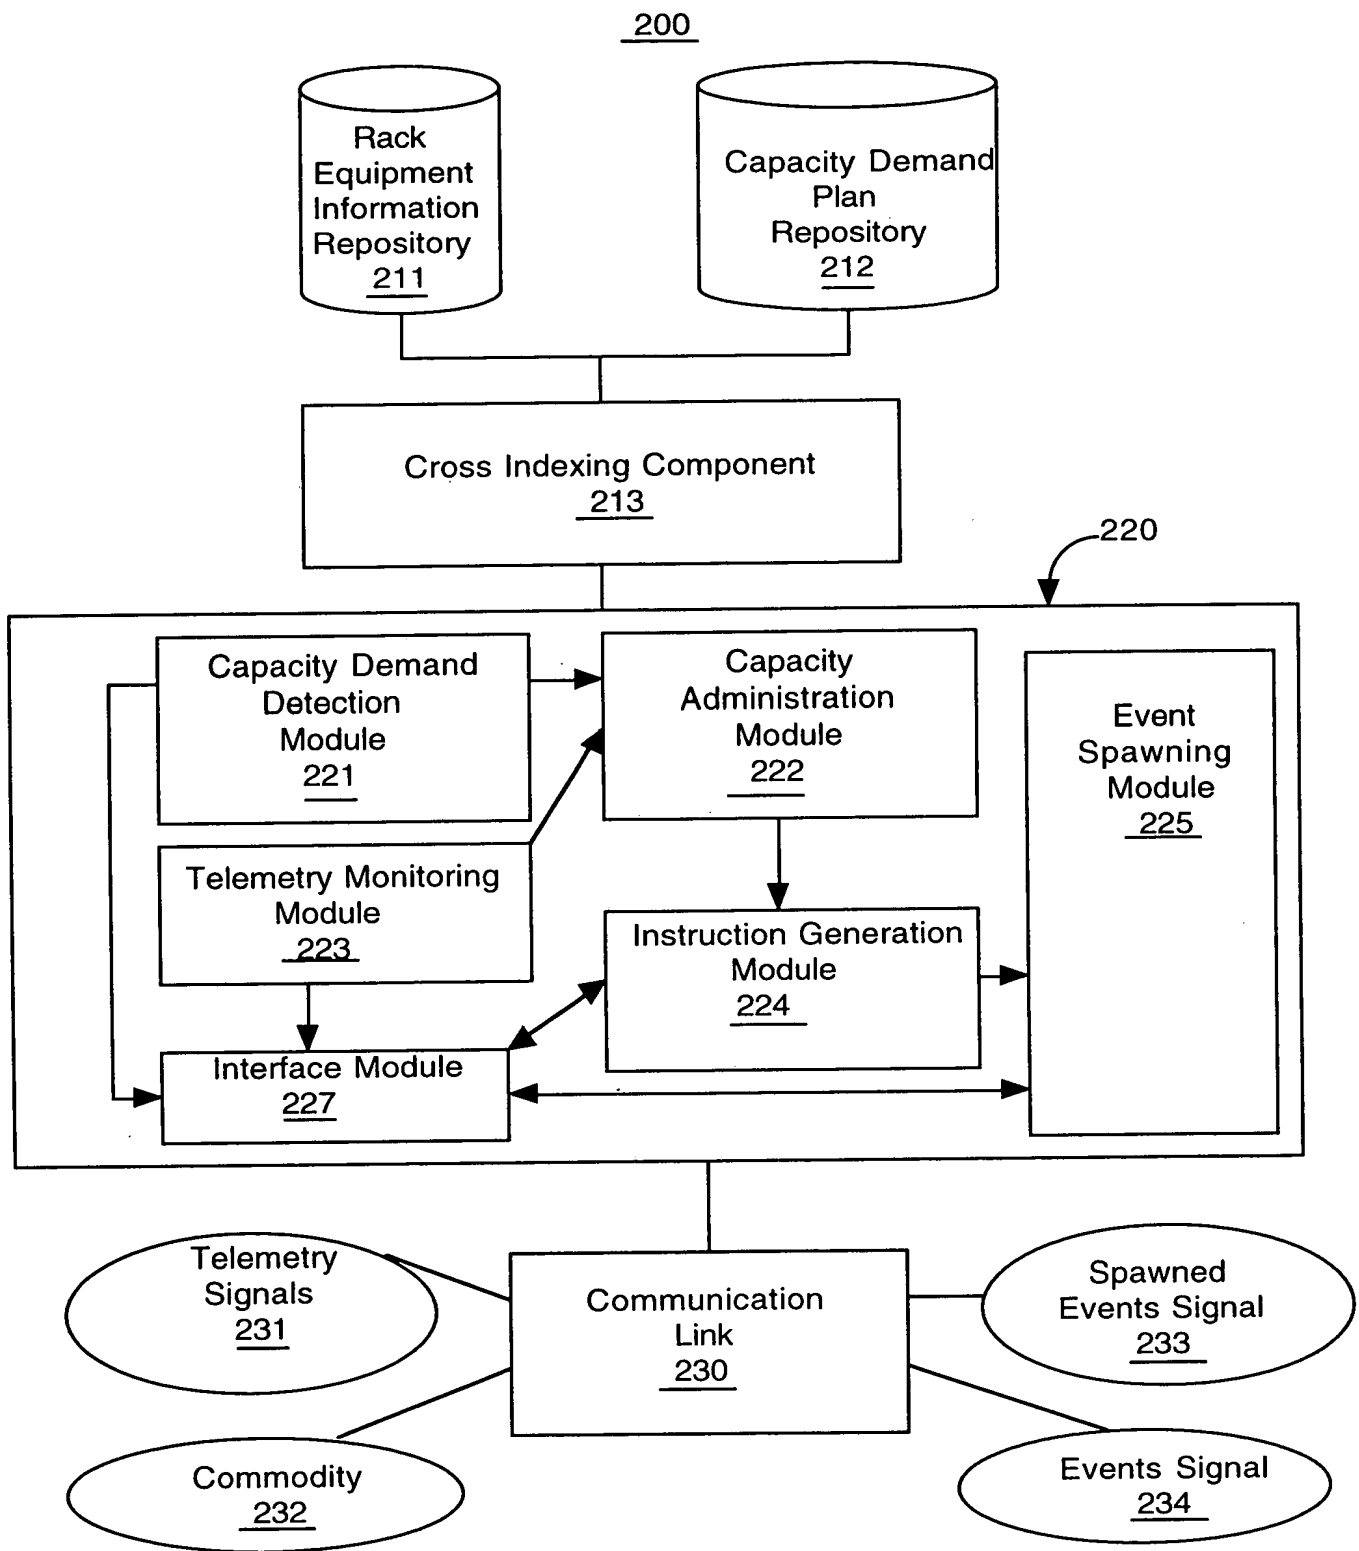 200
Rack
Equipment
Information
Repository
211
Capacity Demand
Plan
Repository
212
Cross Indexing Component
213
220
Capacity Demand
Detection
Module
221
Capacity
Administration
Module
222
Event
Spawning
Module
225
Telemetry Monitoring
Module
223
Instruction Generation
Module
224
Interface Module
227
Telemetry
Signals
231
Communication
Link
230
Spawned
Events Signal
233
Commodity
232
Events Signal
234